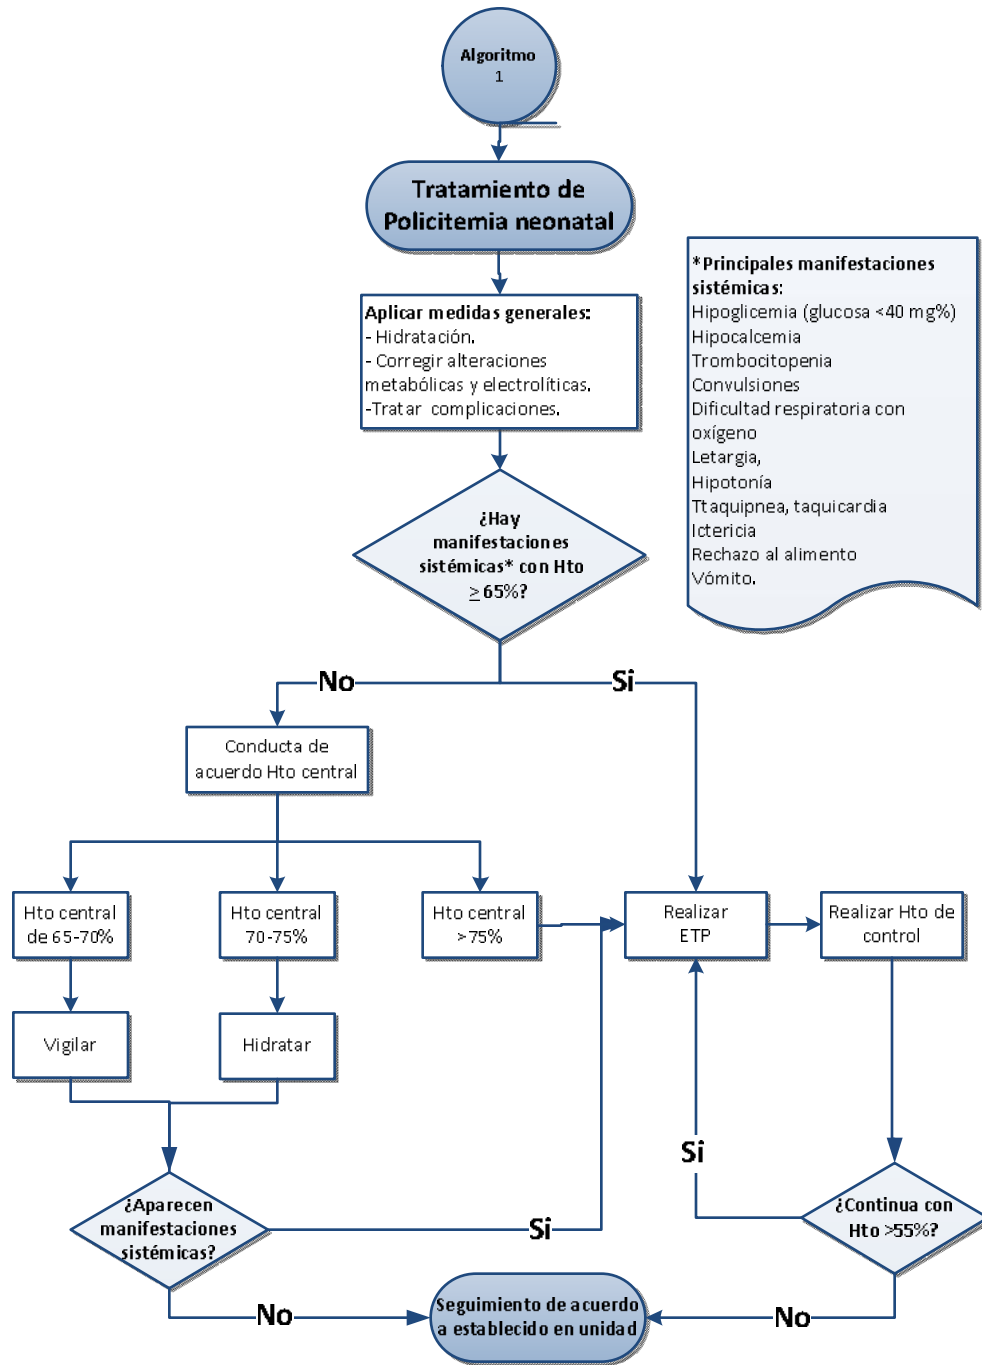 Algoritmo
1
Tratamiento de
Policitemia neonatal
*Principales manifestaciones
sistémicas:
Hipoglicemia (glucosa <40 mg%)
Hipocalcemia
Trombocitopenia
Convulsiones
Dificultad respiratoria con
oxígeno
Letargia,
Hipotonía
Ttaquipnea, taquicardia
Ictericia
Rechazo al alimento
Vómito.
Aplicar medidas generales:
- Hidratación.
- Corregir alteraciones
metabólicas y electrolíticas.
-Tratar complicaciones.
¿Hay
manifestaciones
sistémicas* con Hto
≥ 65%?
No
Si
Conducta de
acuerdo Hto central
Hto central
de 65-70%
Hto central
70-75%
Hto central
>75%
Realizar
ETP
Realizar Hto de
control
Vigilar
Hidratar
Si
¿Aparecen
manifestaciones
sistémicas?
Si
¿Continua con
Hto >55%?
No
Seguimiento de acuerdo
a establecido en unidad
No